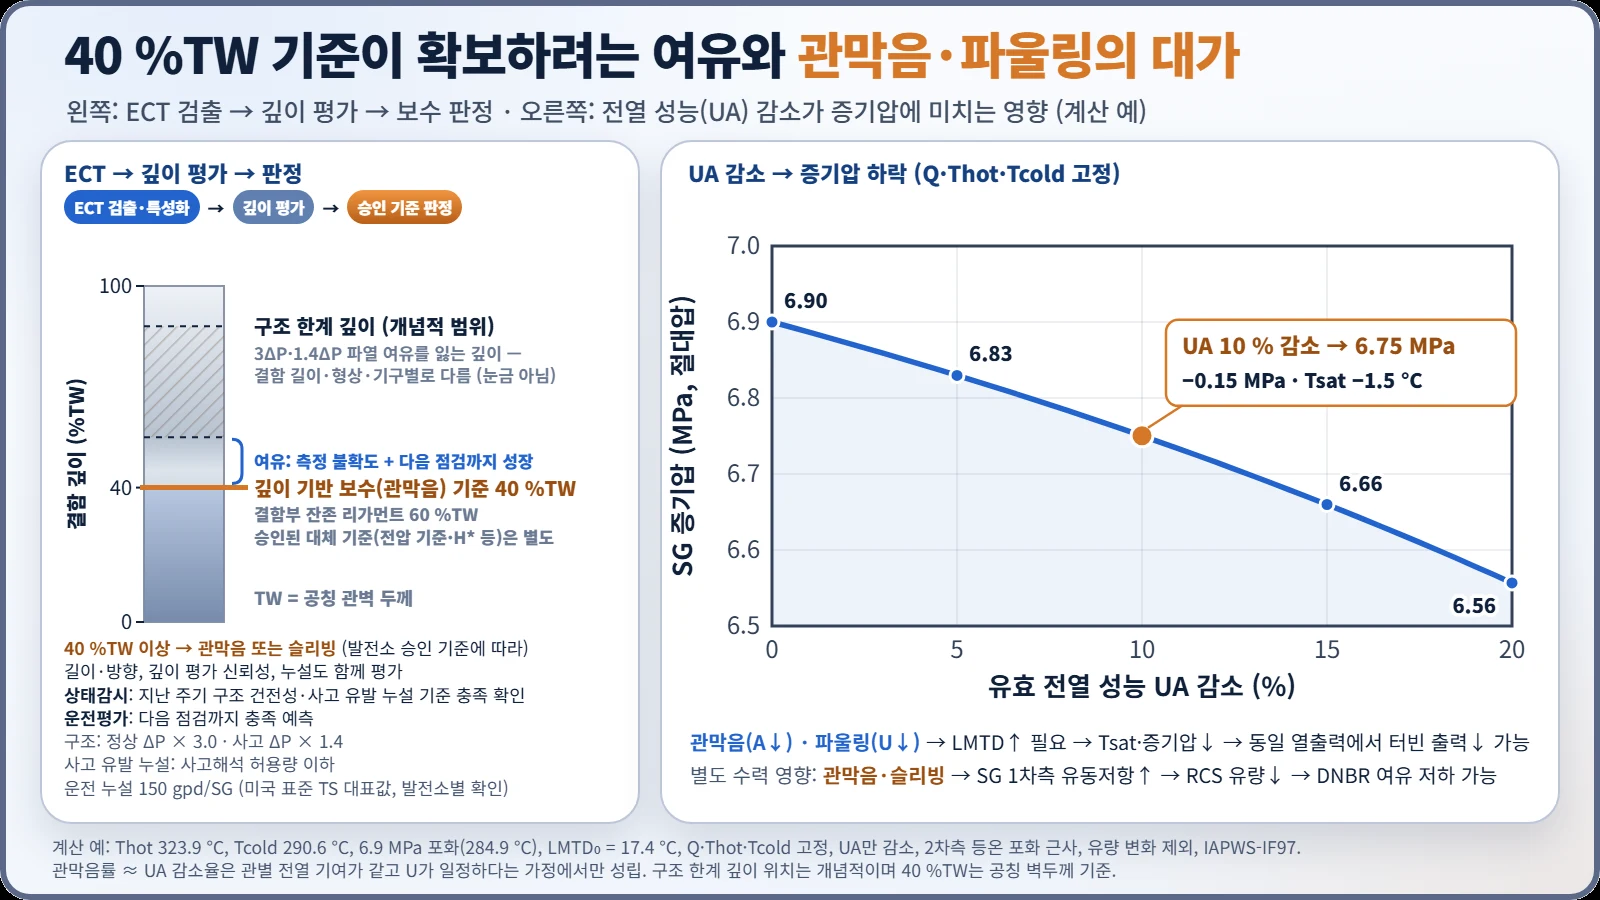 40 %TW 기준이 확보하려는 여유와 관막음·파울링의 대가
왼쪽: ECT 검출 → 깊이 평가 → 보수 판정 · 오른쪽: 전열 성능(UA) 감소가 증기압에 미치는 영향 (계산 예)
ECT → 깊이 평가 → 판정
ECT 검출·특성화 → 깊이 평가 → 승인 기준 판정
결함 깊이 (%TW)
100
40
0
구조 한계 깊이 (개념적 범위)
3ΔP·1.4ΔP 파열 여유를 잃는 깊이 —
결함 길이·형상·기구별로 다름 (눈금 아님)
여유: 측정 불확도 + 다음 점검까지 성장
깊이 기반 보수(관막음) 기준 40 %TW
결함부 잔존 리가먼트 60 %TW
승인된 대체 기준(전압 기준·H* 등)은 별도
TW = 공칭 관벽 두께
40 %TW 이상 → 관막음 또는 슬리빙 (발전소 승인 기준에 따라)
길이·방향, 깊이 평가 신뢰성, 누설도 함께 평가
상태감시: 지난 주기 구조 건전성·사고 유발 누설 기준 충족 확인
운전평가: 다음 점검까지 충족 예측
구조: 정상 ΔP × 3.0 · 사고 ΔP × 1.4
사고 유발 누설: 사고해석 허용량 이하
운전 누설 150 gpd/SG (미국 표준 TS 대표값, 발전소별 확인)
UA 감소 → 증기압 하락 (Q·Thot·Tcold 고정)
SG 증기압 (MPa, 절대압)
7.0
6.9
6.8
6.7
6.6
6.5
6.90
6.83
UA 10 % 감소 → 6.75 MPa
−0.15 MPa · Tsat −1.5 °C
6.66
6.56
0 5 10 15 20
유효 전열 성능 UA 감소 (%)
관막음(A↓) · 파울링(U↓) → LMTD↑ 필요 → Tsat·증기압↓ → 동일 열출력에서 터빈 출력↓ 가능
별도 수력 영향: 관막음·슬리빙 → SG 1차측 유동저항↑ → RCS 유량↓ → DNBR 여유 저하 가능
계산 예: Thot 323.9 °C, Tcold 290.6 °C, 6.9 MPa 포화(284.9 °C), LMTD₀ = 17.4 °C, Q·Thot·Tcold 고정, UA만 감소, 2차측 등온 포화 근사, 유량 변화 제외, IAPWS-IF97.
관막음률 ≈ UA 감소율은 관별 전열 기여가 같고 U가 일정하다는 가정에서만 성립. 구조 한계 깊이 위치는 개념적이며 40 %TW는 공칭 벽두께 기준.